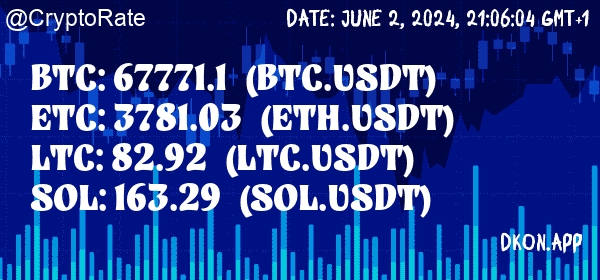 @CryptoRate
DATE: JUNE 2, 2024, 21:06:04 GMT+1
BTC: 67771.1 (BTC.USDT)
ETC: 3781.03 (ETH.USDT)
LTC: 82.92 (LTC.USDT)
SOL: 163.29 (SOL.USDT)
DKON.APP